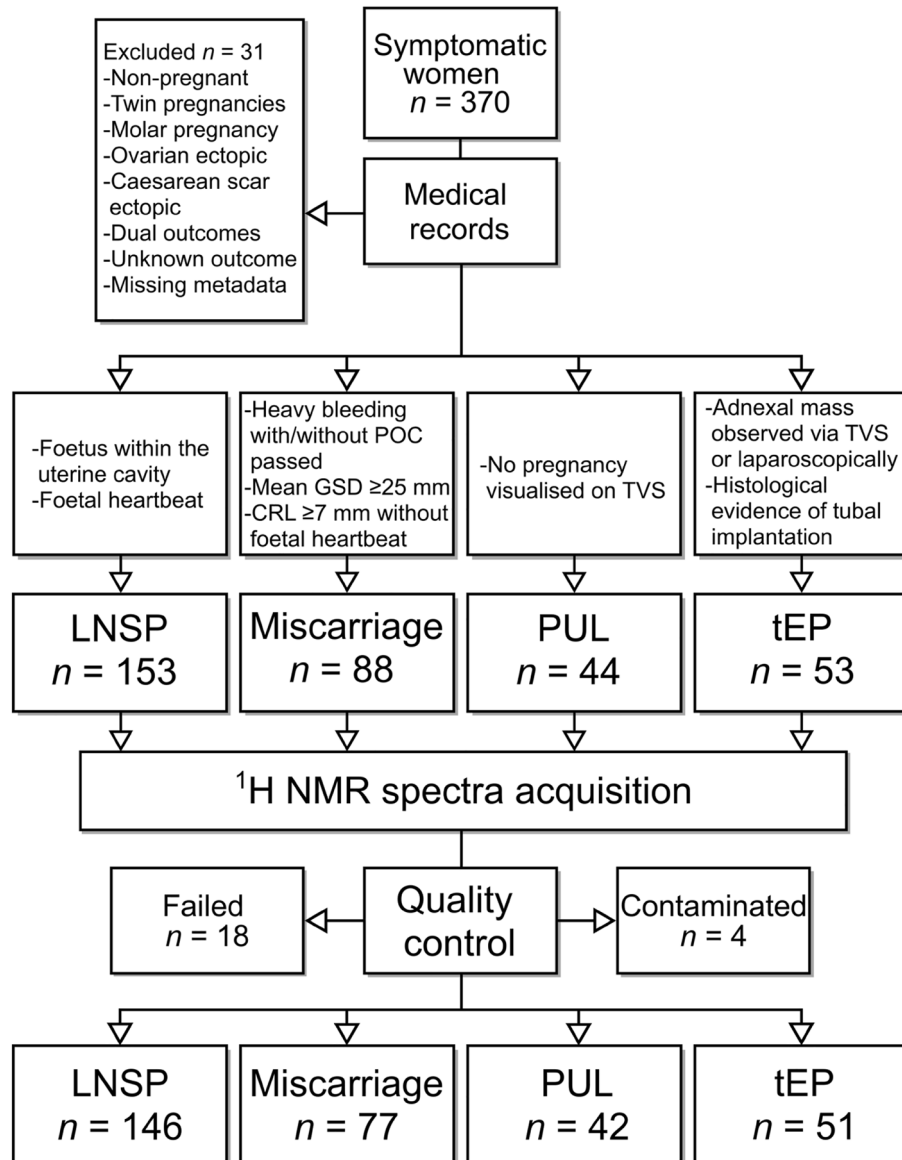 Symptomatic
women
n = 370
Excluded n = 31
-Non-pregnant
-Twin pregnancies
-Molar pregnancy
-Ovarian ectopic
-Caesarean scar
ectopic
-Dual outcomes
-Unknown outcome
-Missing metadata
Medical
records
-Foetus within the
uterine cavity
-Foetal heartbeat
-Heavy bleeding
with/without POC
passed
-Mean GSD ≥25 mm
-CRL ≥7 mm without
foetal heartbeat
-No pregnancy
visualised on TVS
-Adnexal mass
observed via TVS
or laparoscopically
-Histological
evidence of tubal
implantation
LNSP
n = 153
Miscarriage
n = 88
PUL
n = 44
tEP
n = 53
¹H NMR spectra acquisition
Failed
n = 18
Quality
control
Contaminated
n = 4
LNSP
n = 146
Miscarriage
n = 77
PUL
n = 42
tEP
n = 51